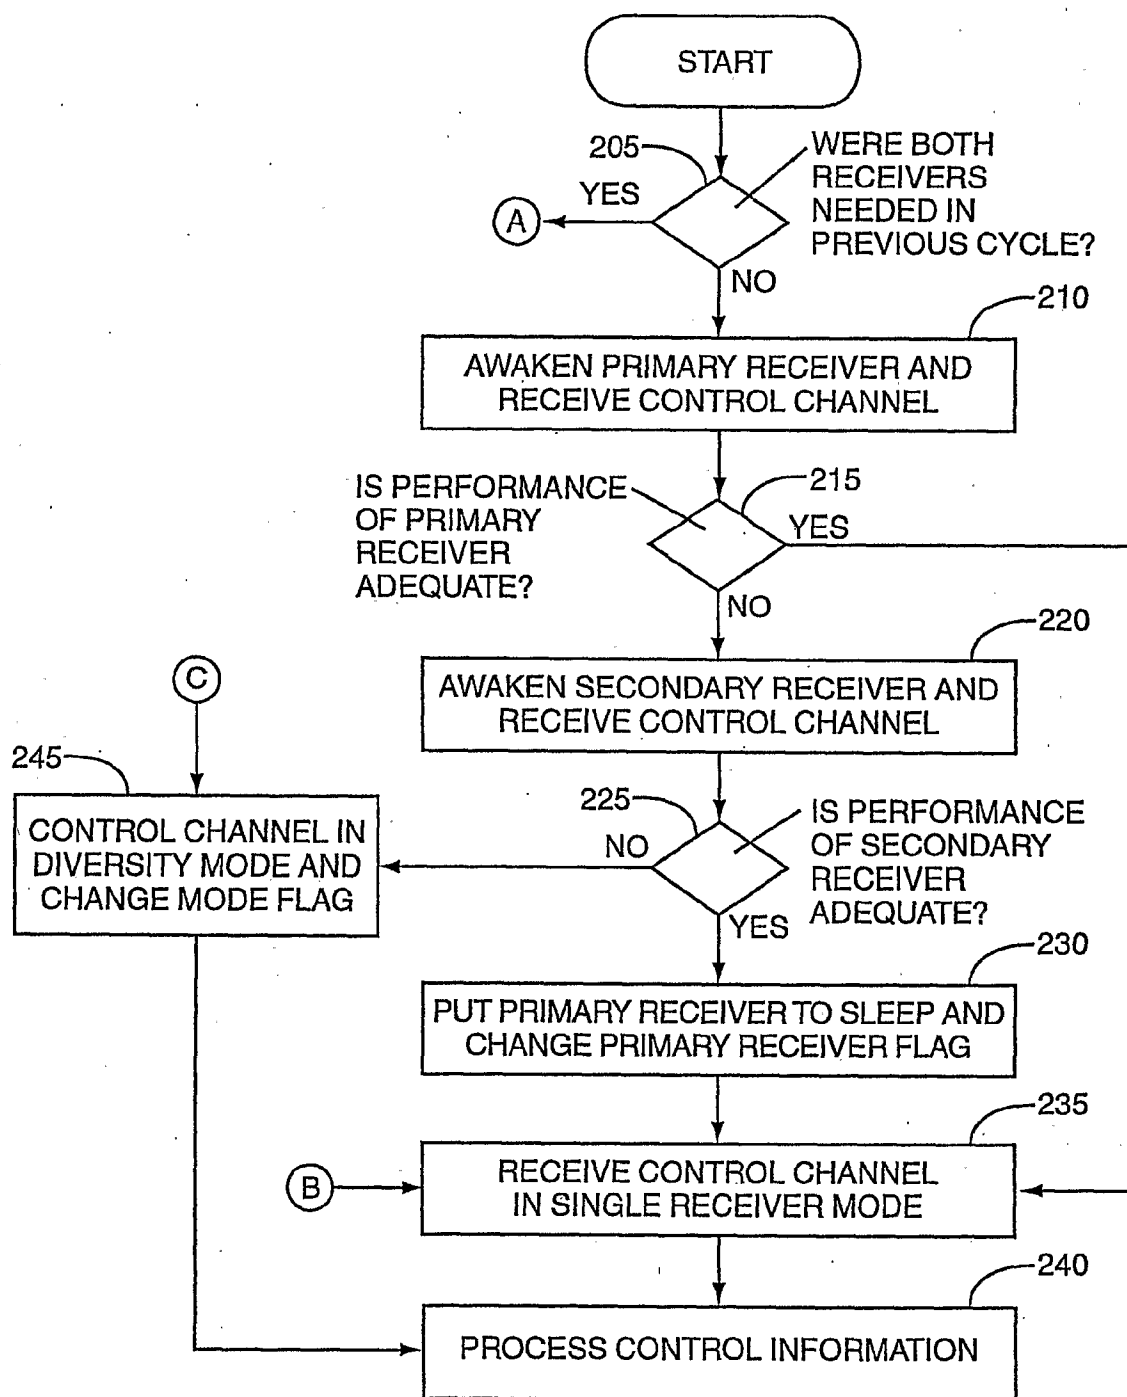 START
205
WERE BOTH
RECEIVERS
NEEDED IN
PREVIOUS CYCLE?
YES
A
NO
210
AWAKEN PRIMARY RECEIVER AND
RECEIVE CONTROL CHANNEL
IS PERFORMANCE
OF PRIMARY
RECEIVER
ADEQUATE?
215
YES
NO
220
AWAKEN SECONDARY RECEIVER AND
RECEIVE CONTROL CHANNEL
C
245
CONTROL CHANNEL IN
DIVERSITY MODE AND
CHANGE MODE FLAG
225
NO
IS PERFORMANCE
OF SECONDARY
RECEIVER
ADEQUATE?
YES
230
PUT PRIMARY RECEIVER TO SLEEP AND
CHANGE PRIMARY RECEIVER FLAG
235
B
RECEIVE CONTROL CHANNEL
IN SINGLE RECEIVER MODE
240
PROCESS CONTROL INFORMATION